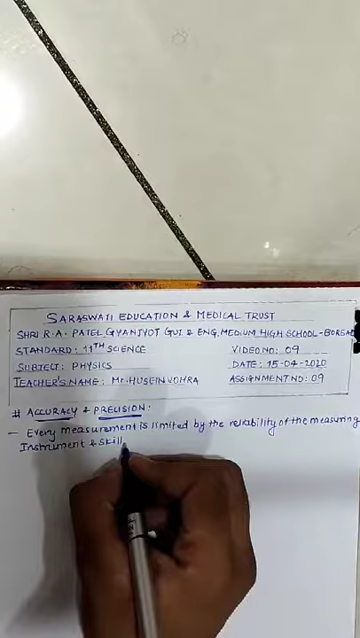 SARASWATI EDUCATION & MEDICAL TRUST
SHRI R.A. PATEL GYANJYOT GUJ & ENG. MEDIUM HIGH SCHOOL - BORSAD
STANDARD: 11TH SCIENCE VIDEO NO: 09
SUBJECT: PHYSICS DATE: 15-04-2020
TEACHER'S NAME: Mr. HUSEIN VOHRA ASSIGNMENT NO: 09
# ACCURACY & PRECISION:
– Every measurement is limited by the reliability of the measuring
Instrument & skill